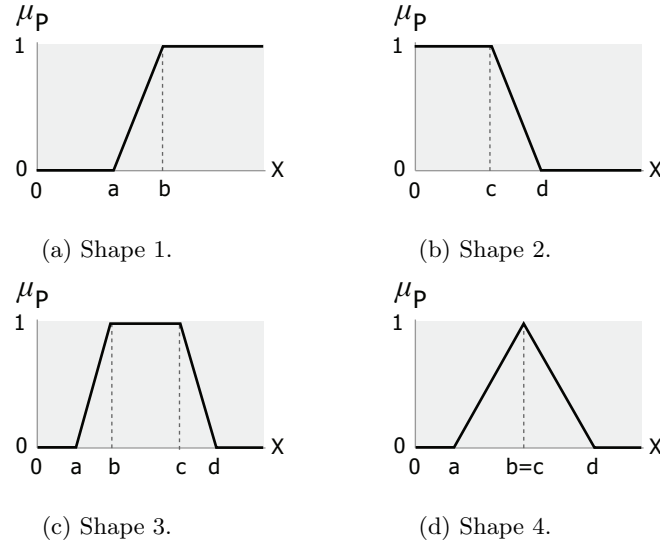 μP μP
1 1
0 0
0 a b X 0 c d X
(a) Shape 1. (b) Shape 2.
μP μP
1 1
0 0
0 a b c d X 0 a b=c d X
(c) Shape 3. (d) Shape 4.